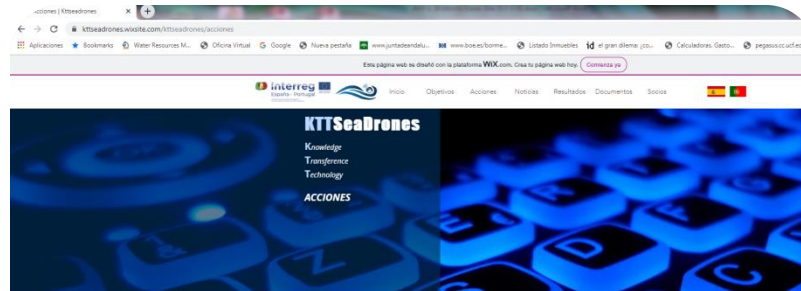 ...cciones | Kttseadrones
kttseadrones.wixsite.com/kttseadrones/acciones
Aplicaciones Bookmarks Water Resources M... Oficina Virtual Google Nueva pestaña www.juntadeandalu... www.boe.es/borme... Listado Inmuebles el gran dilema: ¿co... Calculadoras. Gasto... pegasus.cc.ucf.ed
Esta página web se diseñó con la plataforma WiX.com. Crea tu página web hoy. Comienza ya
Interreg
España - Portugal
Inicio Objetivos Acciones Noticias Resultados Documentos Socios
KTTSeaDrones
Knowledge
Transference
Technology
ACCIONES
Z
D
F
G
C